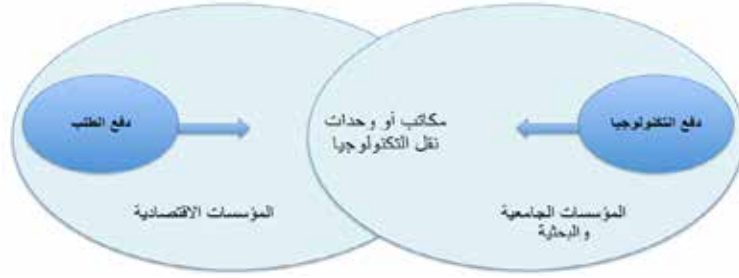 دفع التكنولوجيا
مكاتب أو وحدات
نقل التكنولوجيا
دفع الطلب
المؤسسات الجامعية
والبحثية
المؤسسات الاقتصادية